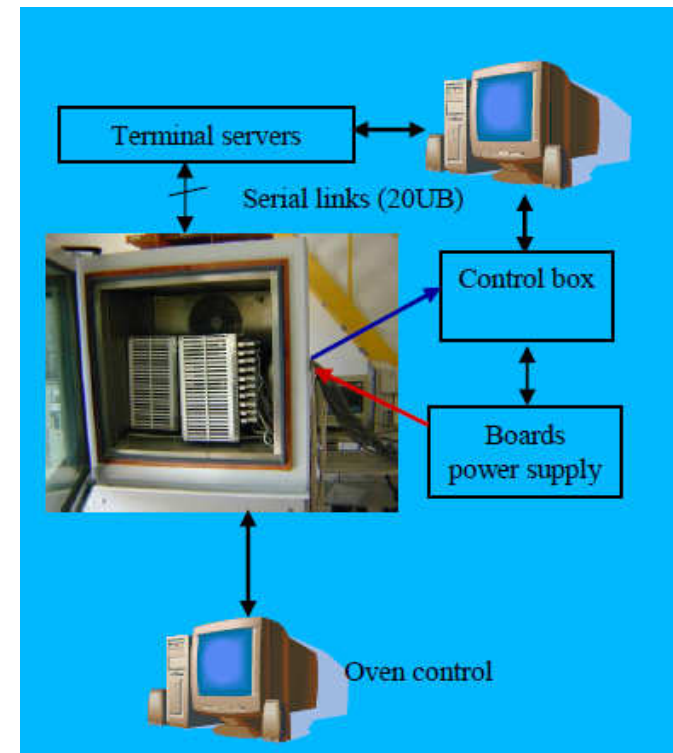 Terminal servers
Serial links (20UB)
Control box
Boards
power supply
Oven control